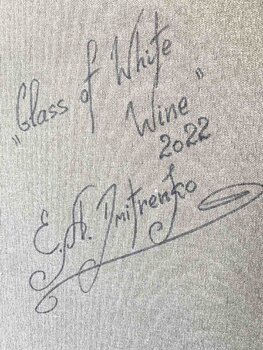 „Glass of White
Wine"
2022
E. A. Dmitrenko